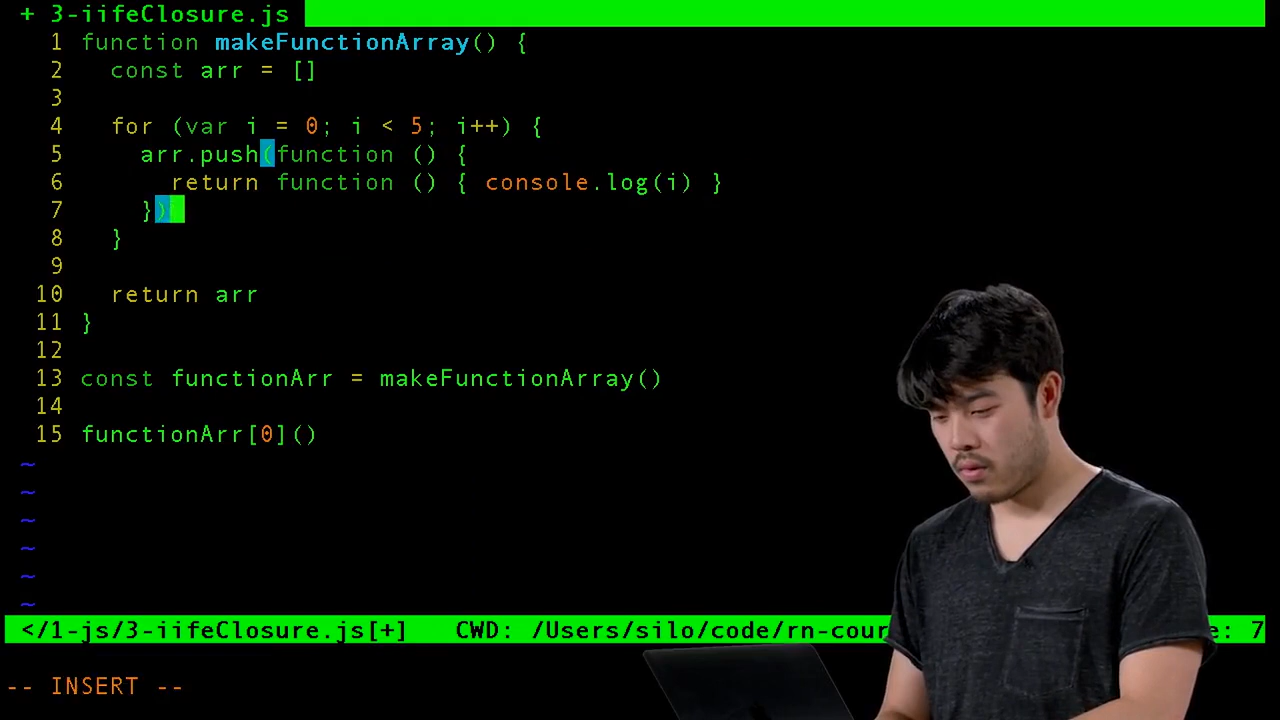 + 3-iifeClosure.js
1 function makeFunctionArray() {
2   const arr = []
3
4   for (var i = 0; i < 5; i++) {
5     arr.push(function () {
6       return function () { console.log(i) }
7     })
8   }
9
10   return arr
11 }
12
13 const functionArr = makeFunctionArray()
14
15 functionArr[0]()
~
~
~
~
~
~
</1-js/3-iifeClosure.js[+]   CWD: /Users/silo/code/rn-cour e: 7
-- INSERT --